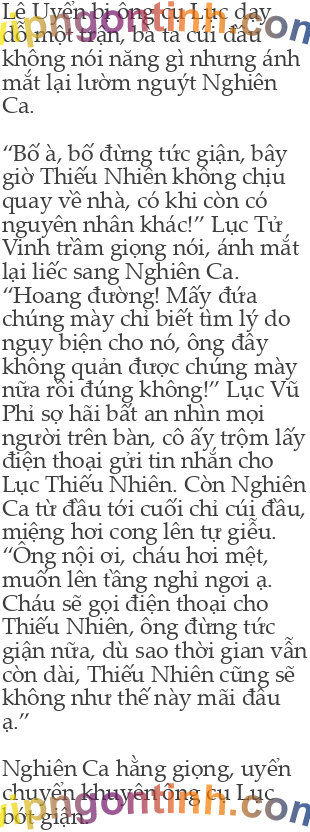 Lê Uyển bị ông cụ Lục dạy
dỗ một trận, bà ta cúi đầu
không nói năng gì nhưng ánh
mắt lại lườm nguýt Nghiên
Ca.
“Bố à, bố đừng tức giận, bây
giờ Thiếu Nhiên không chịu
quay về nhà, có khi còn có
nguyên nhân khác!” Lục Tử
Vinh trầm giọng nói, ánh mắt
lại liếc sang Nghiên Ca.
“Hoang đường! Mấy đứa
chúng mày chỉ biết tìm lý do
ngụy biện cho nó, ông đây
không quản được chúng mày
nữa rồi đúng không!” Lục Vũ
Phỉ sợ hãi bất an nhìn mọi
người trên bàn, cô ấy trộm lấy
điện thoại gửi tin nhắn cho
Lục Thiếu Nhiên. Còn Nghiên
Ca từ đầu tới cuối chỉ cúi đầu,
miệng hơi cong lên tự giễu.
“Ông nội ơi, cháu hơi mệt,
muốn lên tầng nghỉ ngơi ạ.
Cháu sẽ gọi điện thoại cho
Thiếu Nhiên, ông đừng tức
giận nữa, dù sao thời gian vẫn
còn dài, Thiếu Nhiên cũng sẽ
không như thế này mãi đâu
ạ.”
Nghiên Ca hằng giọng, uyển
chuyển khuyên ông cụ Lục
bớt giận.
vipngontinh.com